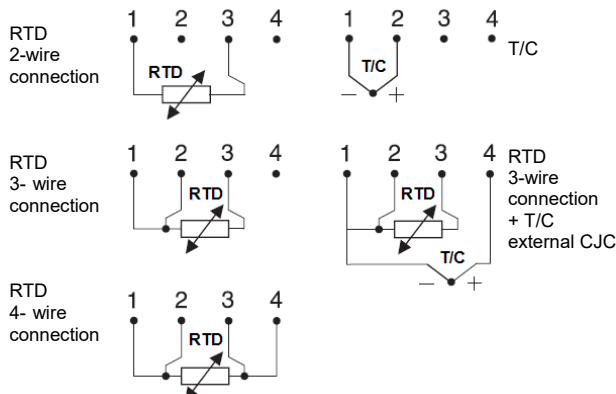 RTD
2-wire
connection
1 2 3 4
RTD
1 2 3 4
T/C
T/C
– +
RTD
3- wire
connection
1 2 3 4
RTD
1 2 3 4
RTD
T/C
– +
RTD
3-wire
connection
+ T/C
external CJC
RTD
4- wire
connection
1 2 3 4
RTD